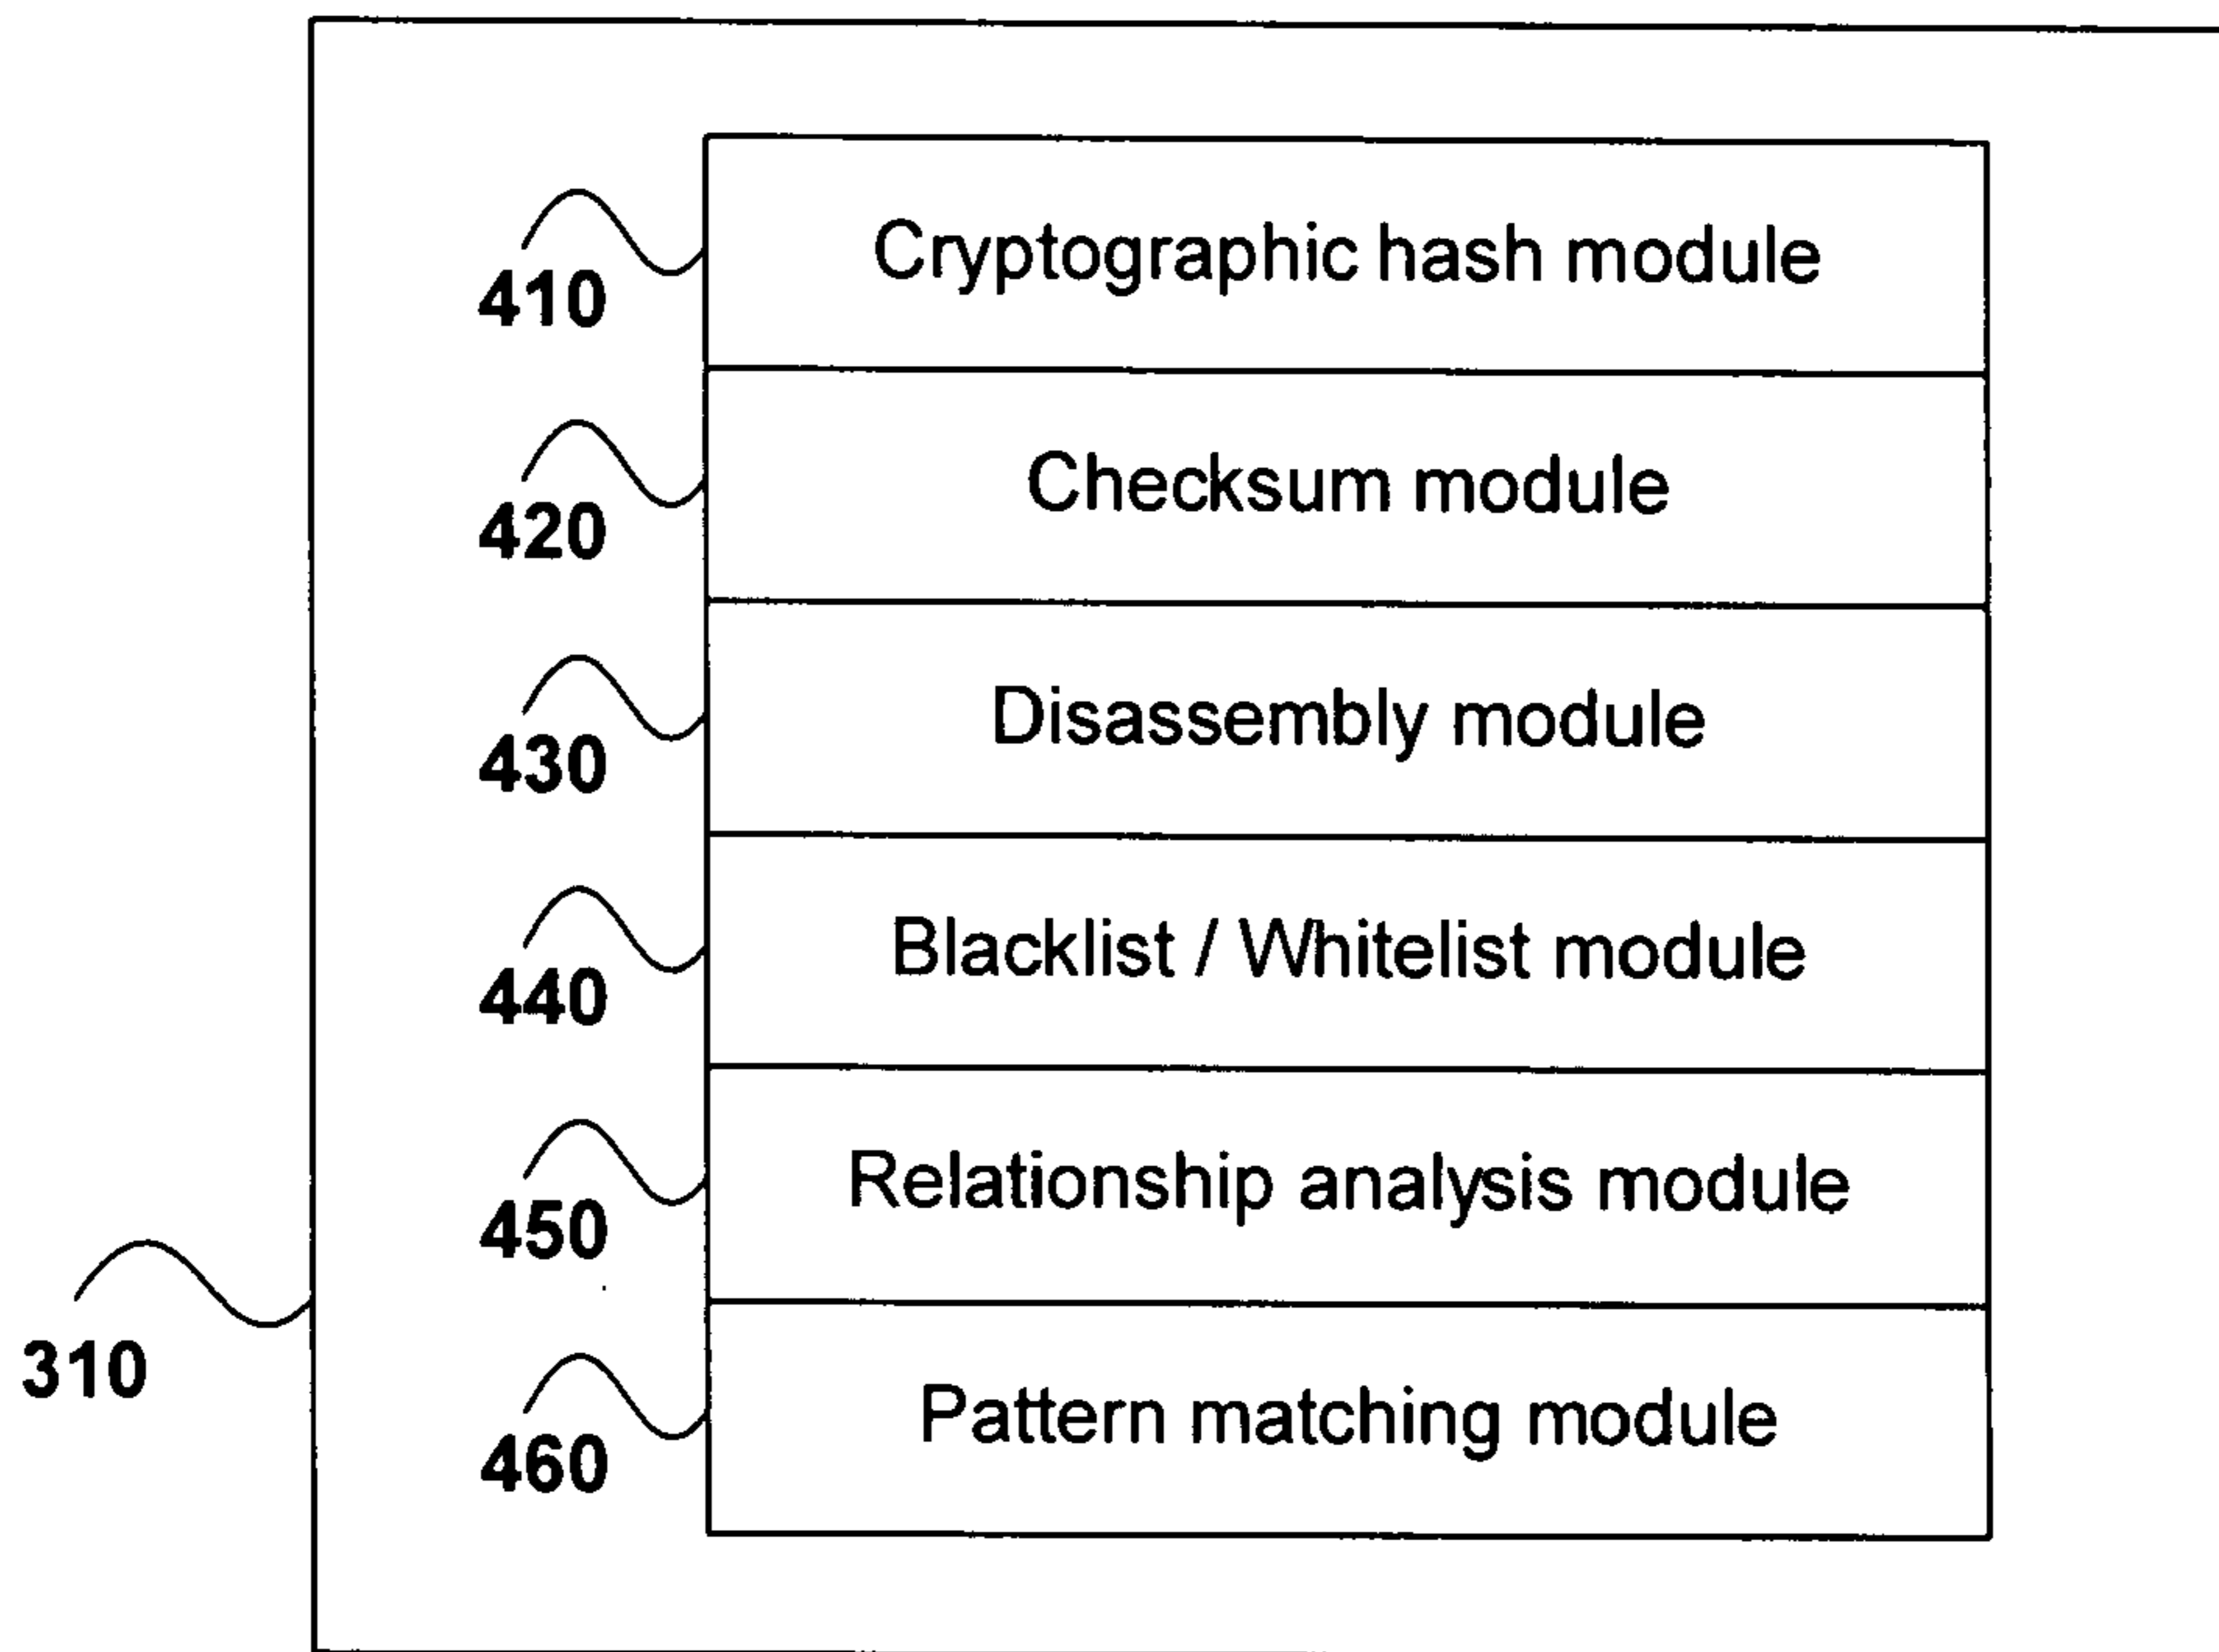 Cryptographic hash module
410
Checksum module
420
Disassembly module
430
Blacklist / Whitelist module
440
Relationship analysis module
450
310
Pattern matching module
460